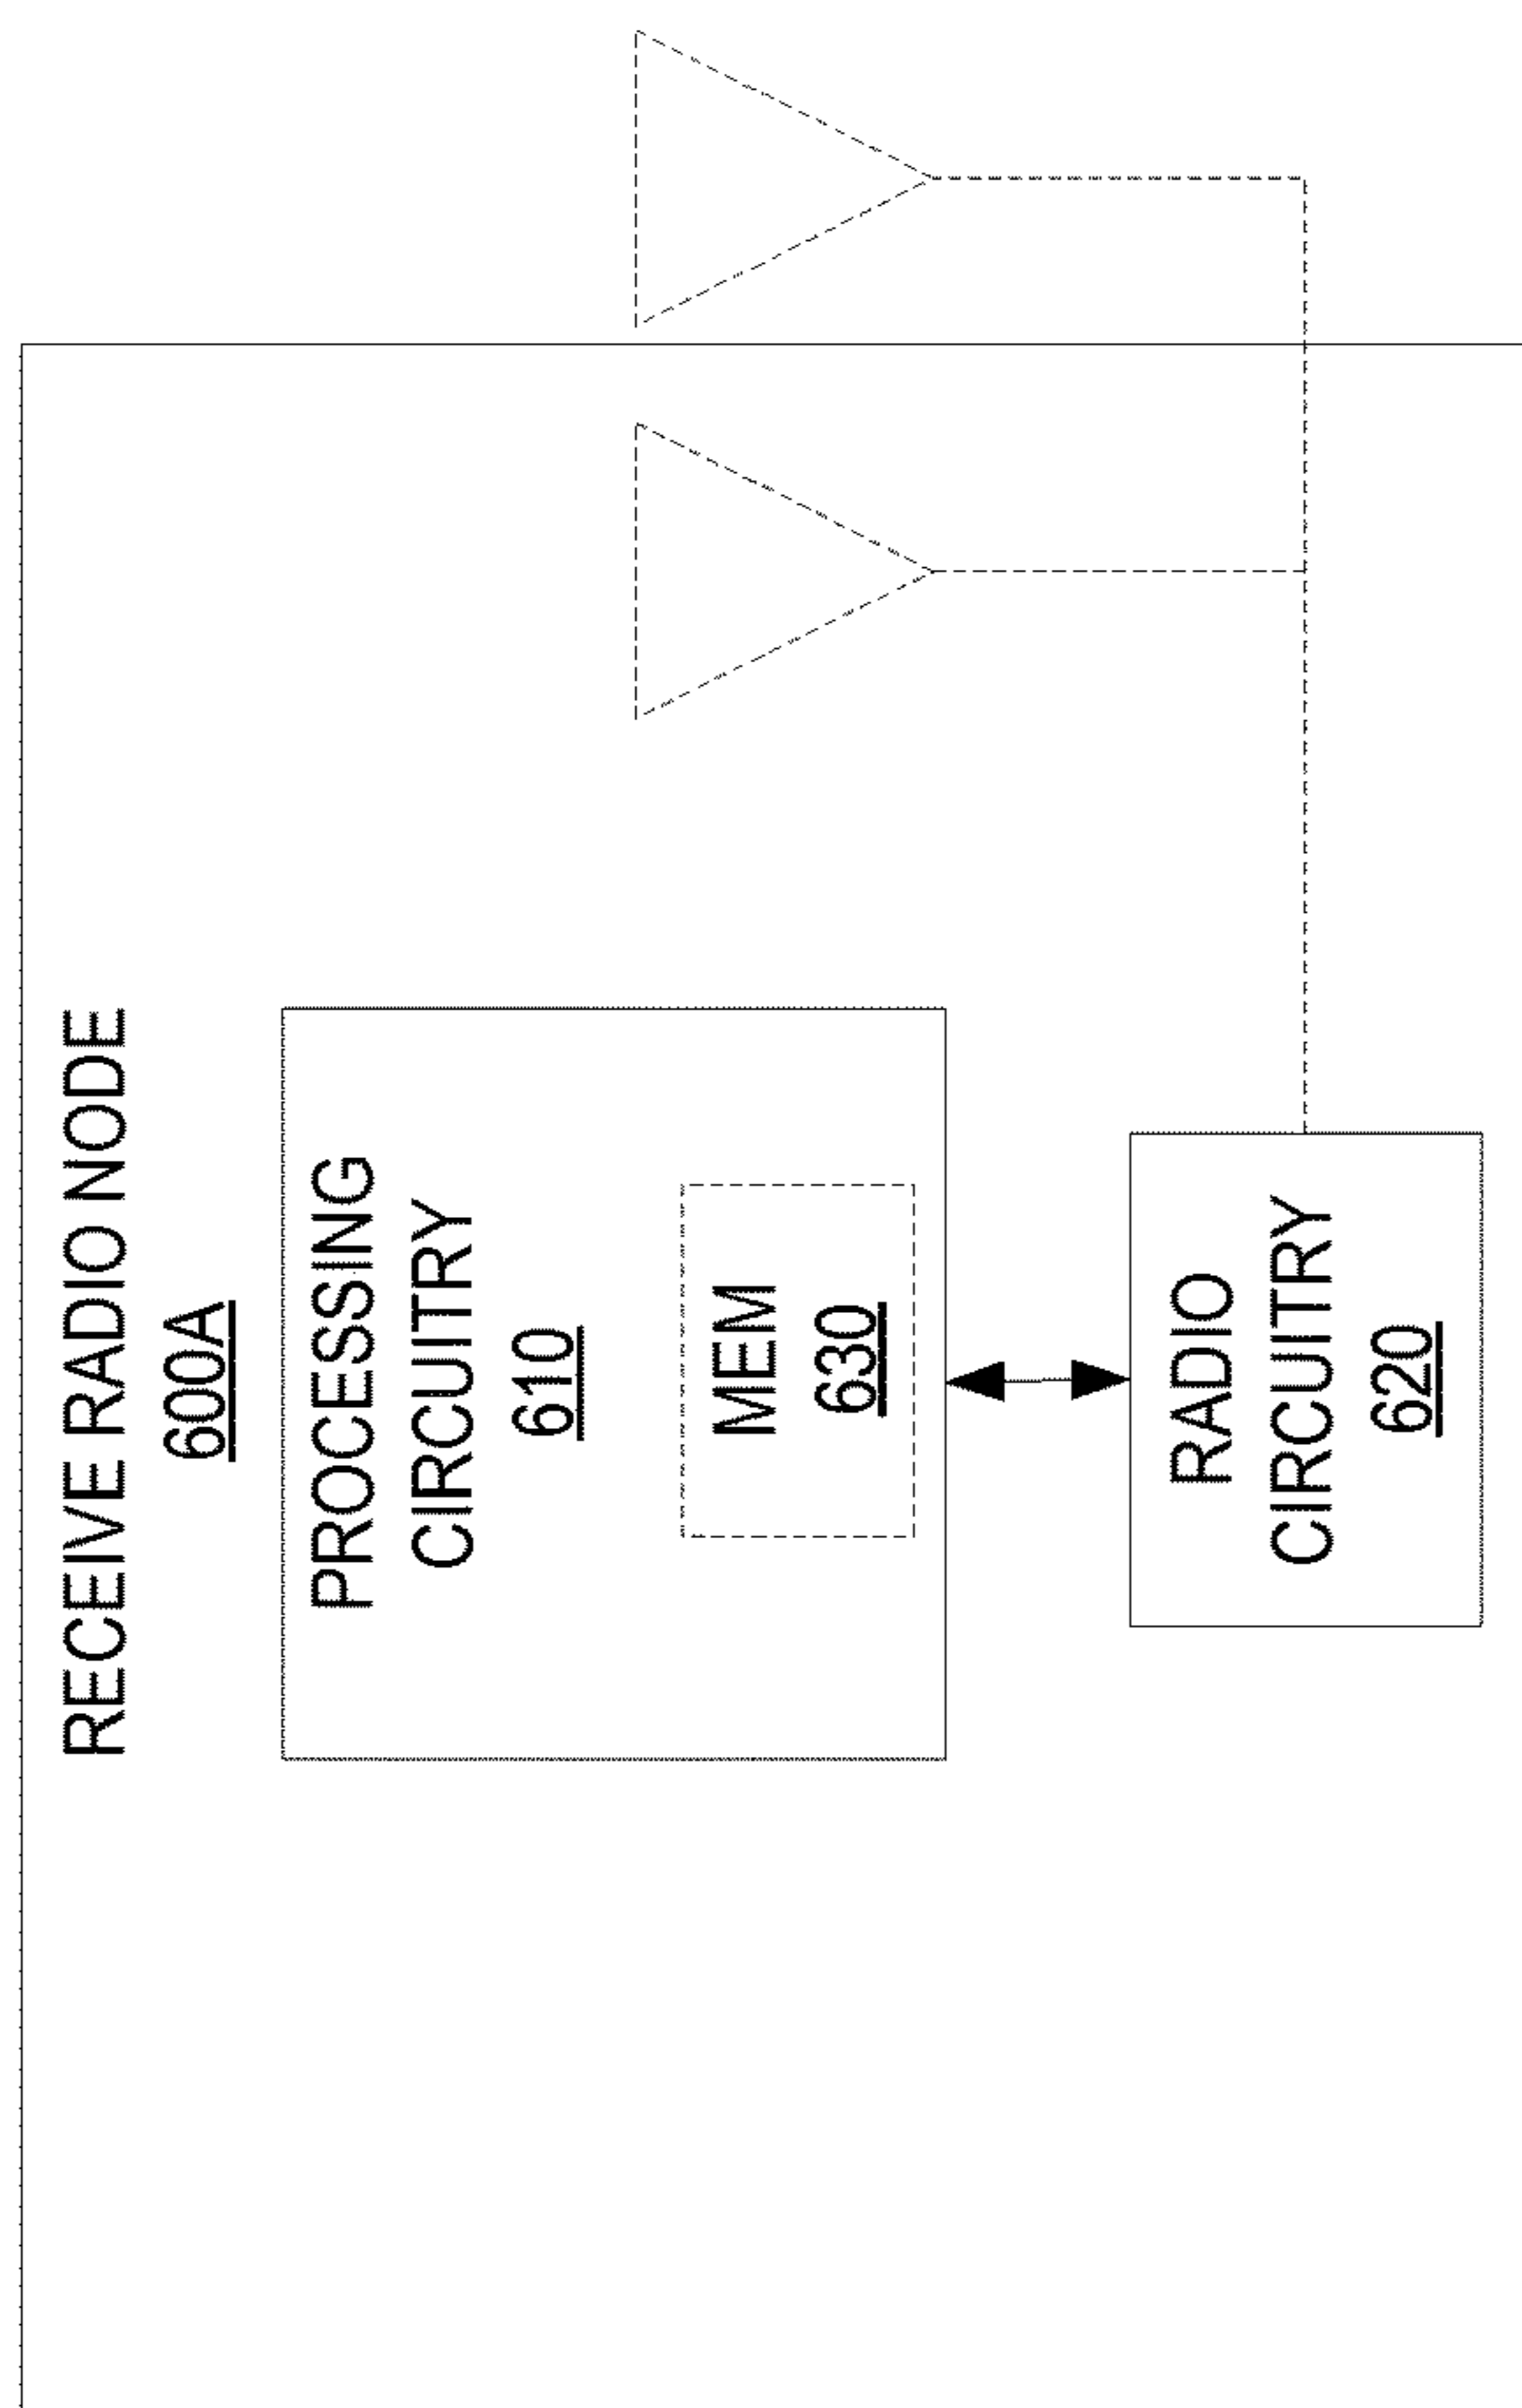 RECEIVE RADIO NODE
600A
PROCESSING
CIRCUITRY
610
MEM
630
RADIO
CIRCUITRY
620